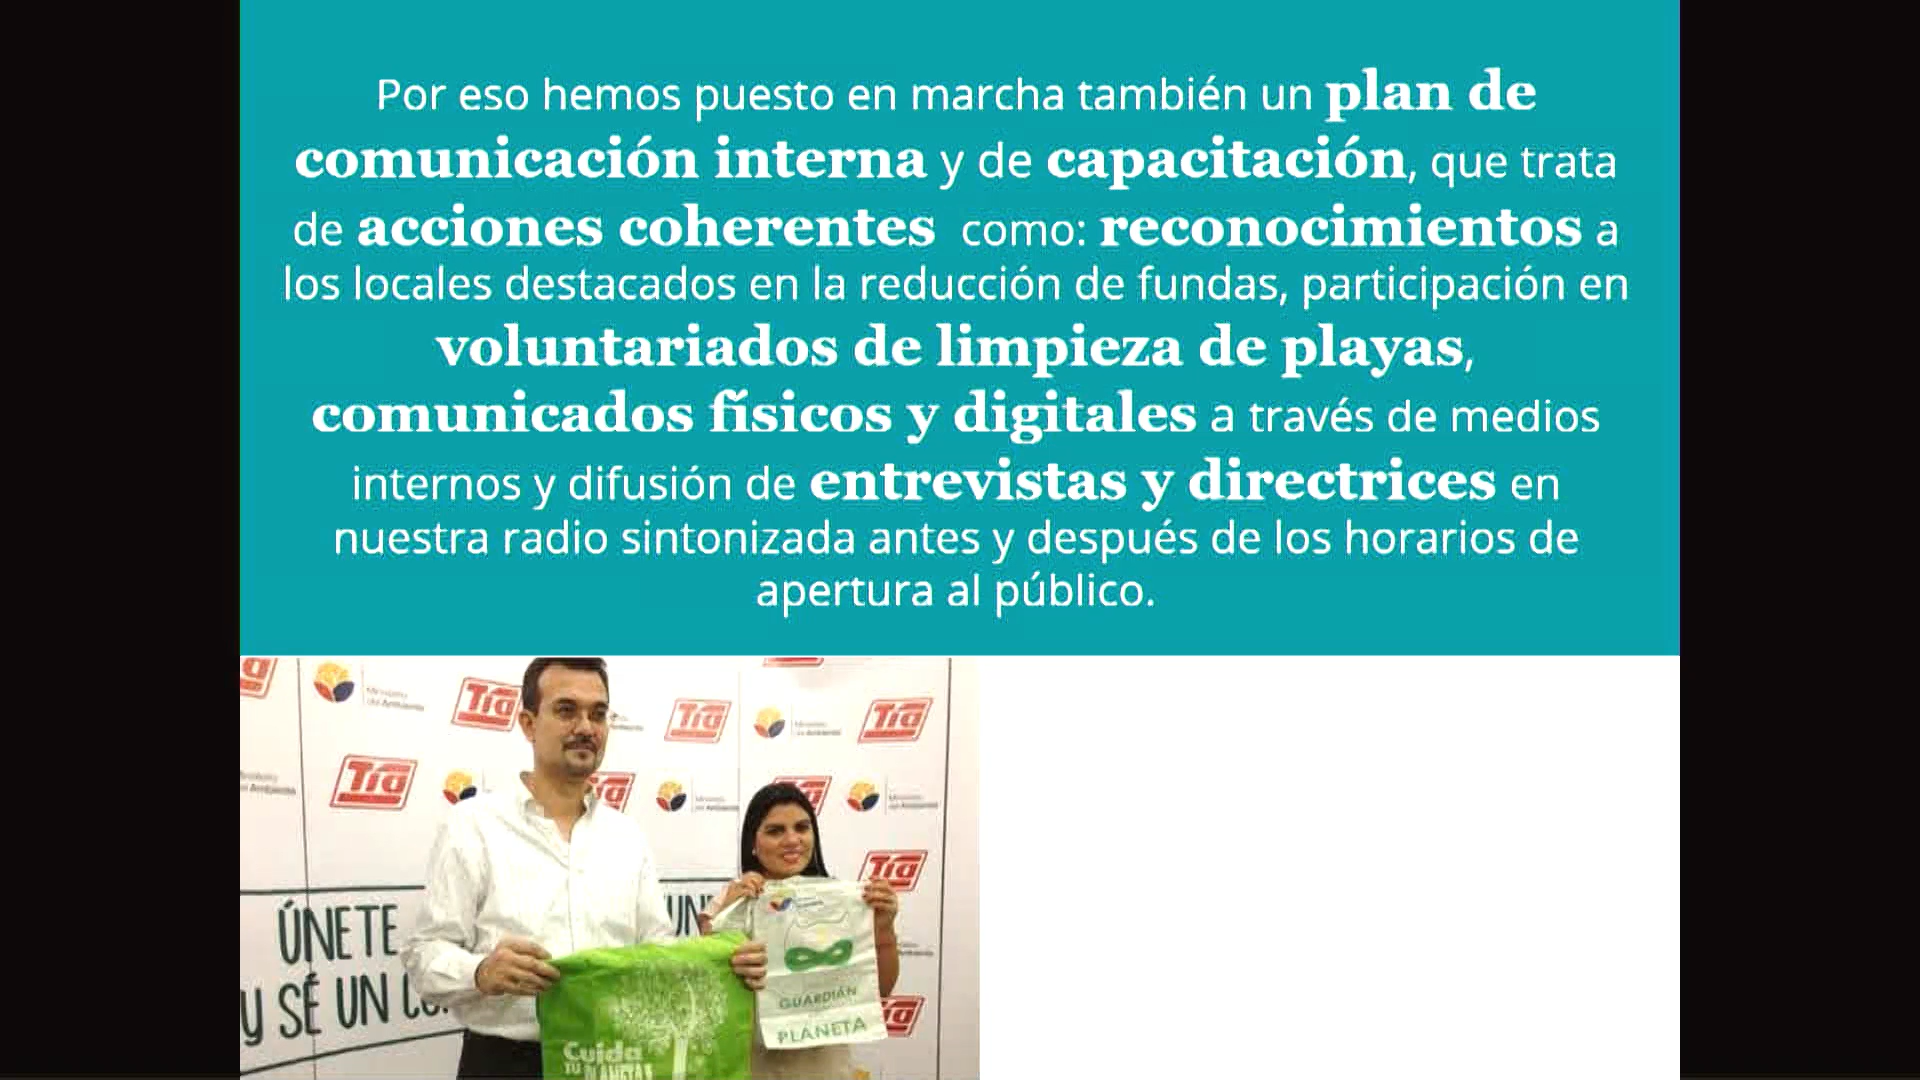 Por eso hemos puesto en marcha también un plan de
comunicación interna y de capacitación, que trata
de acciones coherentes como: reconocimientos a
los locales destacados en la reducción de fundas, participación en
voluntariados de limpieza de playas,
comunicados físicos y digitales a través de medios
internos y difusión de entrevistas y directrices en
nuestra radio sintonizada antes y después de los horarios de
apertura al público.
Tía
Tía
Tía
Tía
Tía
ÚNETE
y SÉ UN
GUARDIÁN
PLANETA
Cuida
TU PLANETA